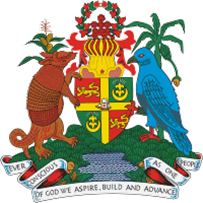 EVER CONSCIOUS OF GOD WE ASPIRE, BUILD AND ADVANCE AS ONE PEOPLE